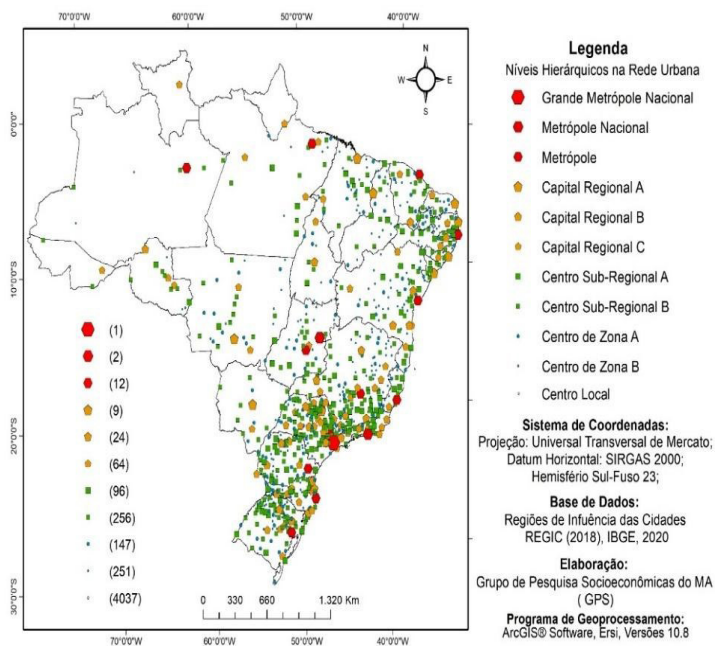 70°0'0"W 60°0'0"W 50°0'0"W 40°0'0"W
N
W E
S
0°0'0"
10°0'0"S
20°0'0"S
30°0'0"S
(1)
(2)
(12)
(9)
(24)
(64)
(96)
(256)
(147)
(251)
(4037)
0 330 660 1.320 Km
70°0'0"W 60°0'0"W 50°0'0"W 40°0'0"W
Legenda
Níveis Hierárquicos na Rede Urbana
Grande Metrópole Nacional
Metrópole Nacional
Metrópole
Capital Regional A
Capital Regional B
Capital Regional C
Centro Sub-Regional A
Centro Sub-Regional B
Centro de Zona A
Centro de Zona B
Centro Local
Sistema de Coordenadas:
Projeção: Universal Transversal de Mercato;
Datum Horizontal: SIRGAS 2000;
Hemisfério Sul-Fuso 23;
Base de Dados:
Regiões de Infuência das Cidades
REGIC (2018), IBGE, 2020
Elaboração:
Grupo de Pesquisa Socioeconômicas do MA
( GPS)
Programa de Geoprocessamento:
ArcGIS® Software, Ersi, Versões 10.8